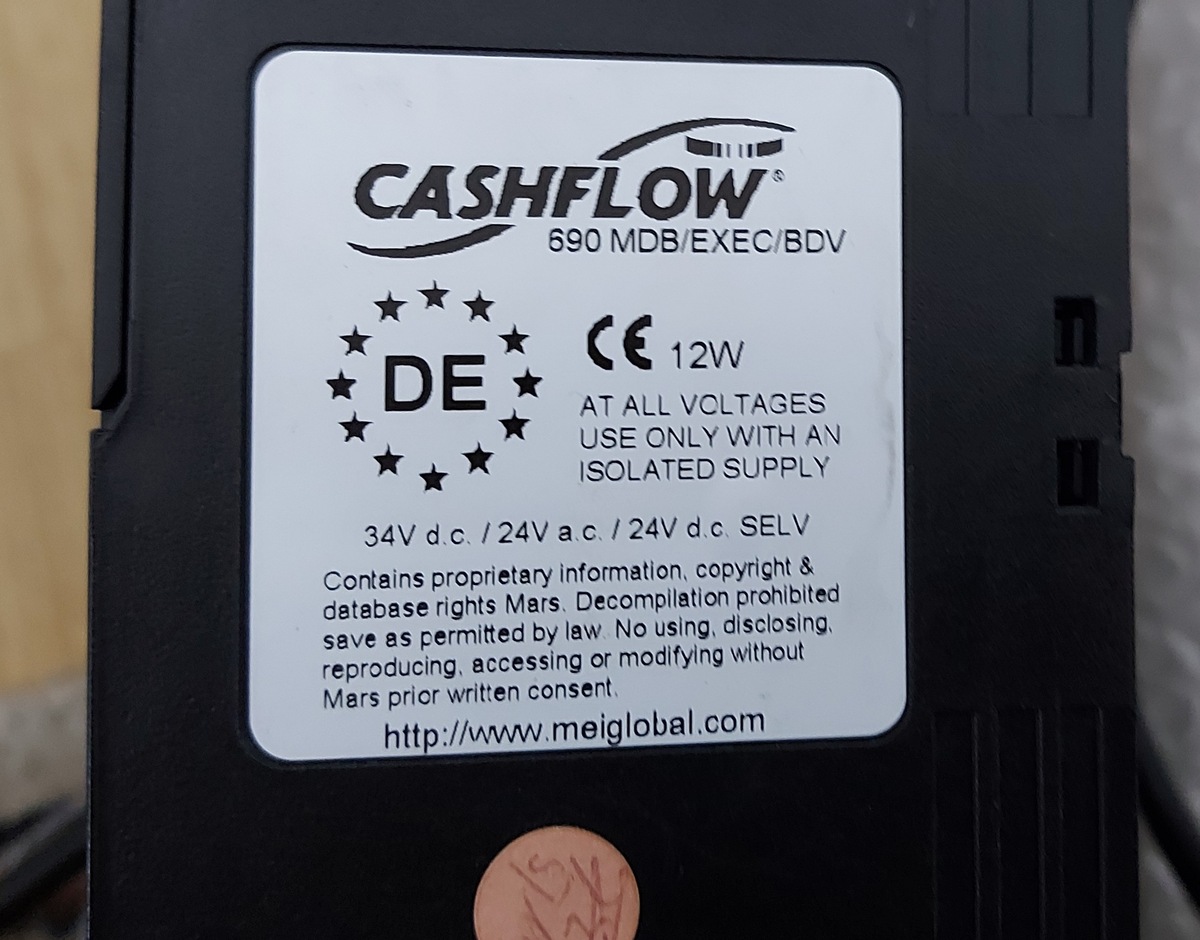 CASHFLOW®
690 MDB/EXEC/BDV
DE
CE 12W
AT ALL VOLTAGES
USE ONLY WITH AN
ISOLATED SUPPLY
34V d.c. / 24V a.c. / 24V d.c. SELV
Contains proprietary information, copyright &
database rights Mars. Decompilation prohibited
save as permitted by law. No using, disclosing,
reproducing, accessing or modifying without
Mars prior written consent.
http://www.meiglobal.com